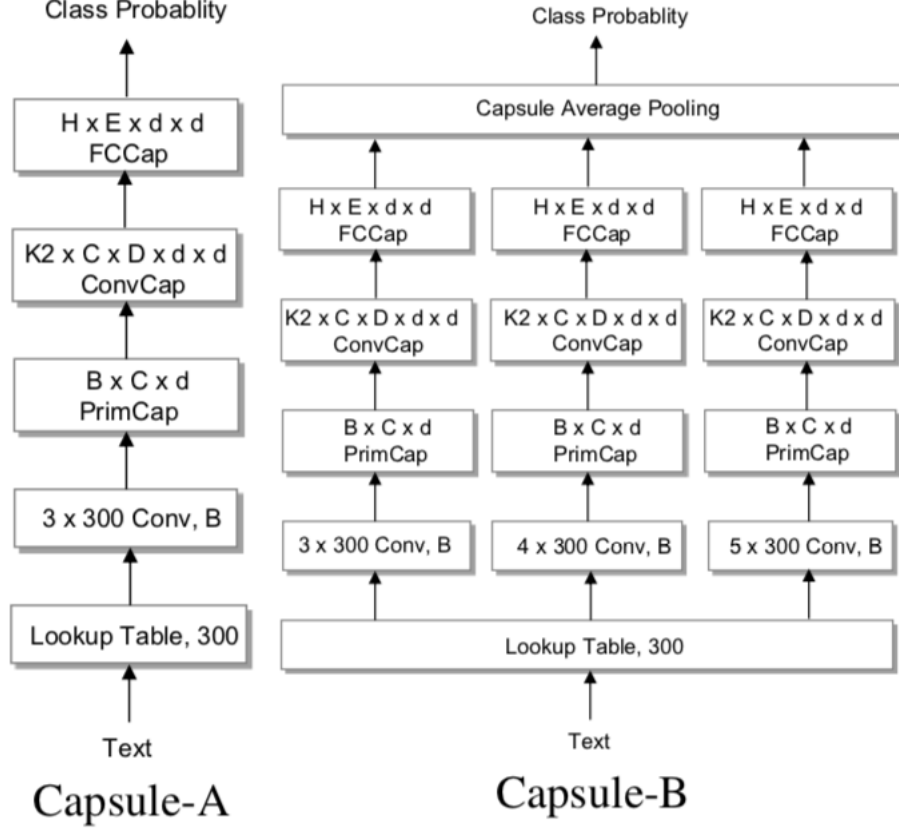 Class Probablity
H x E x d x d
FCCap
K2 x C x D x d x d
ConvCap
B x C x d
PrimCap
3 x 300 Conv, B
Lookup Table, 300
Text
Capsule-A
Class Probablity
Capsule Average Pooling
H x E x d x d
FCCap
H x E x d x d
FCCap
H x E x d x d
FCCap
K2 x C x D x d x d
ConvCap
K2 x C x D x d x d
ConvCap
K2 x C x D x d x d
ConvCap
B x C x d
PrimCap
B x C x d
PrimCap
B x C x d
PrimCap
3 x 300 Conv, B
4 x 300 Conv, B
5 x 300 Conv, B
Lookup Table, 300
Text
Capsule-B